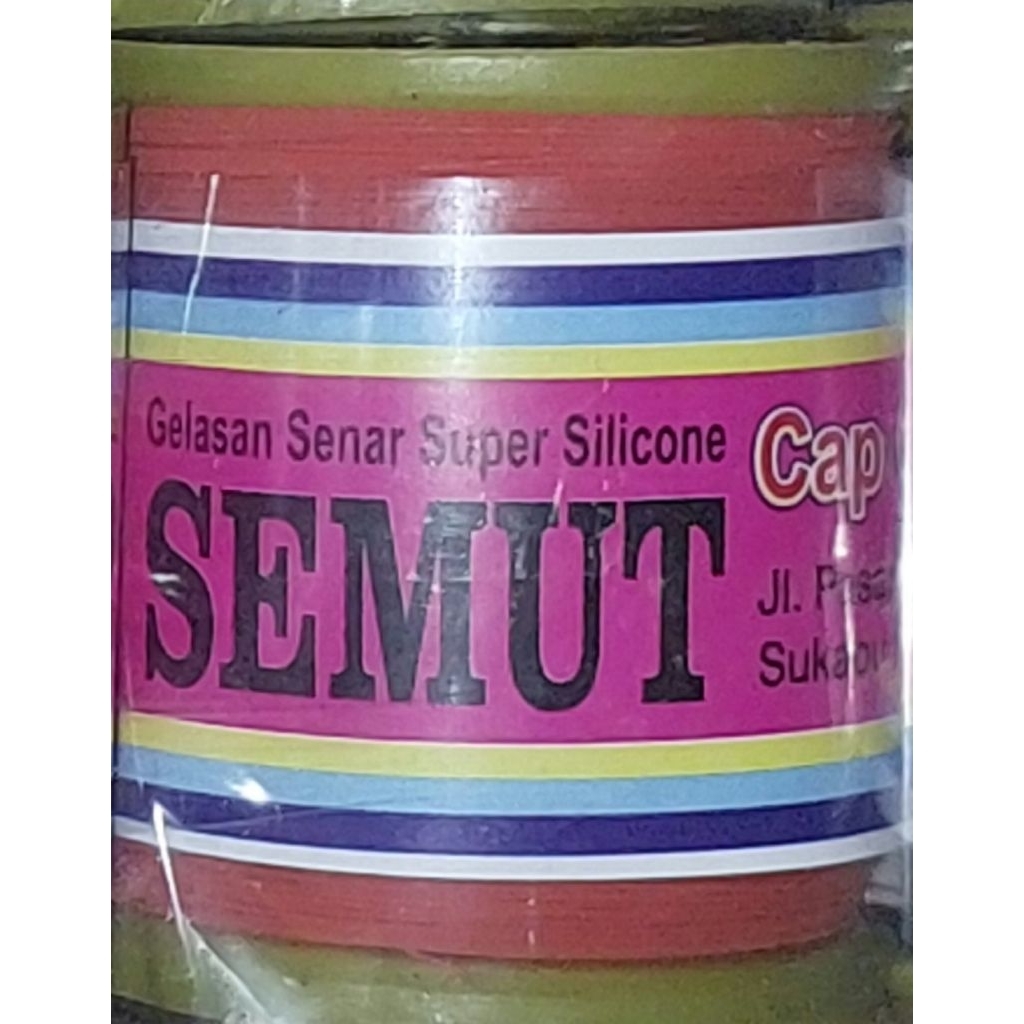 Gelasan Senar Super Silicone
SEMUT
Cap
Jl.